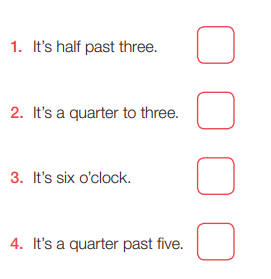 1. It's half past three.
2. It's a quarter to three.
3. It's six o'clock.
4. It's a quarter past five.